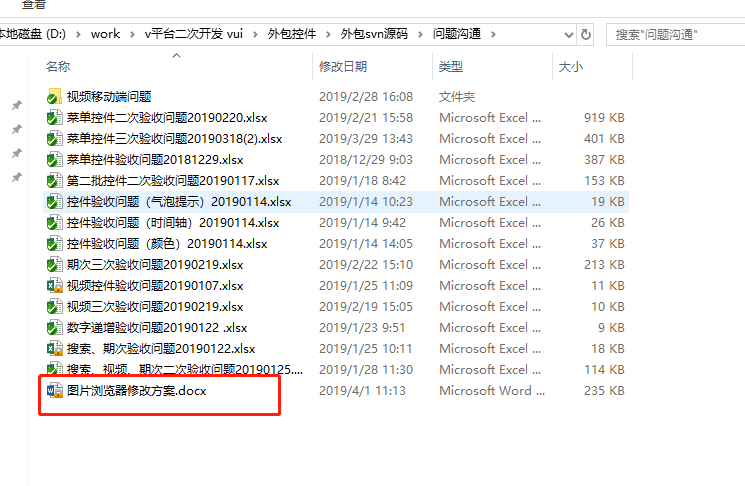 查看
本地磁盘 (D:) › work › v平台二次开发 vui › 外包控件 › 外包svn源码 › 问题沟通 › 搜索"问题沟通"
名称 修改日期 类型 大小
视频移动端问题 2019/2/28 16:08 文件夹
菜单控件二次验收问题20190220.xlsx 2019/2/21 15:58 Microsoft Excel ... 919 KB
菜单控件三次验收问题20190318(2).xlsx 2019/3/29 13:43 Microsoft Excel ... 401 KB
菜单控件验收问题20181229.xlsx 2018/12/29 9:03 Microsoft Excel ... 387 KB
第二批控件二次验收问题20190117.xlsx 2019/1/18 8:42 Microsoft Excel ... 153 KB
控件验收问题（气泡提示）20190114.xlsx 2019/1/14 10:23 Microsoft Excel ... 19 KB
控件验收问题（时间轴）20190114.xlsx 2019/1/14 9:42 Microsoft Excel ... 26 KB
控件验收问题（颜色）20190114.xlsx 2019/1/14 14:05 Microsoft Excel ... 37 KB
期次三次验收问题20190219.xlsx 2019/2/22 15:10 Microsoft Excel ... 213 KB
视频控件验收问题20190107.xlsx 2019/1/25 11:09 Microsoft Excel ... 11 KB
视频三次验收问题20190219.xlsx 2019/2/19 15:05 Microsoft Excel ... 10 KB
数字递增验收问题20190122 .xlsx 2019/1/23 9:51 Microsoft Excel ... 9 KB
搜索、期次验收问题20190122.xlsx 2019/1/25 10:11 Microsoft Excel ... 18 KB
搜索、视频、期次二次验收问题20190125.... 2019/1/28 11:30 Microsoft Excel ... 114 KB
图片浏览器修改方案.docx 2019/4/1 11:13 Microsoft Word ... 235 KB